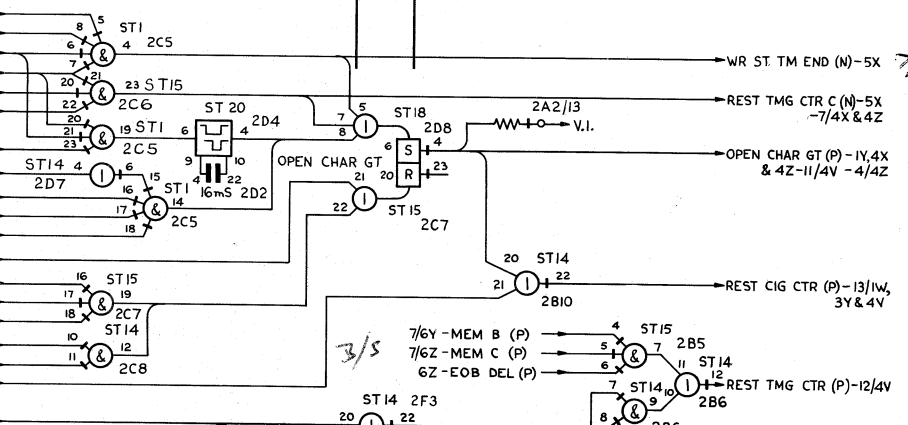 5
8 ST1
& 4 2C5
6
7
WR ST. TM END (N)-5X
21
20 & 23 ST15
22 2C6
REST TMG CTR C (N)-5X
-7/4X & 4Z
5
7 I ST18
8
20
21 & 19 ST1
23 2C5
ST 20
6 4 2D4
9 10
4 22
16mS 2D2
2A2/13
V.I.
2D8
6 S 4
20 R 23
OPEN CHAR GT
OPEN CHAR GT (P)-1Y,4X
& 4Z-11/4V -4/4Z
ST14 4 I 6
2D7
15
16 ST1
17 & 14
18 2C5
21
22 I ST15
2C7
20 ST14
21 I 22
2B10
REST CIG CTR (P)-13/1W,
3Y & 4V
16 ST15
17 & 19
18 2C7
10 ST14
& 12
11 2C8
3/S
7/6Y-MEM B (P)
7/6Z-MEM C (P)
6Z-EOB DEL (P)
4 ST15
5 & 7 2B5
6
11 ST14
I 12
10 2B6
REST TMG CTR (P)-12/4V
7 ST14
& 9
8
ST14 2F3
20 I 22